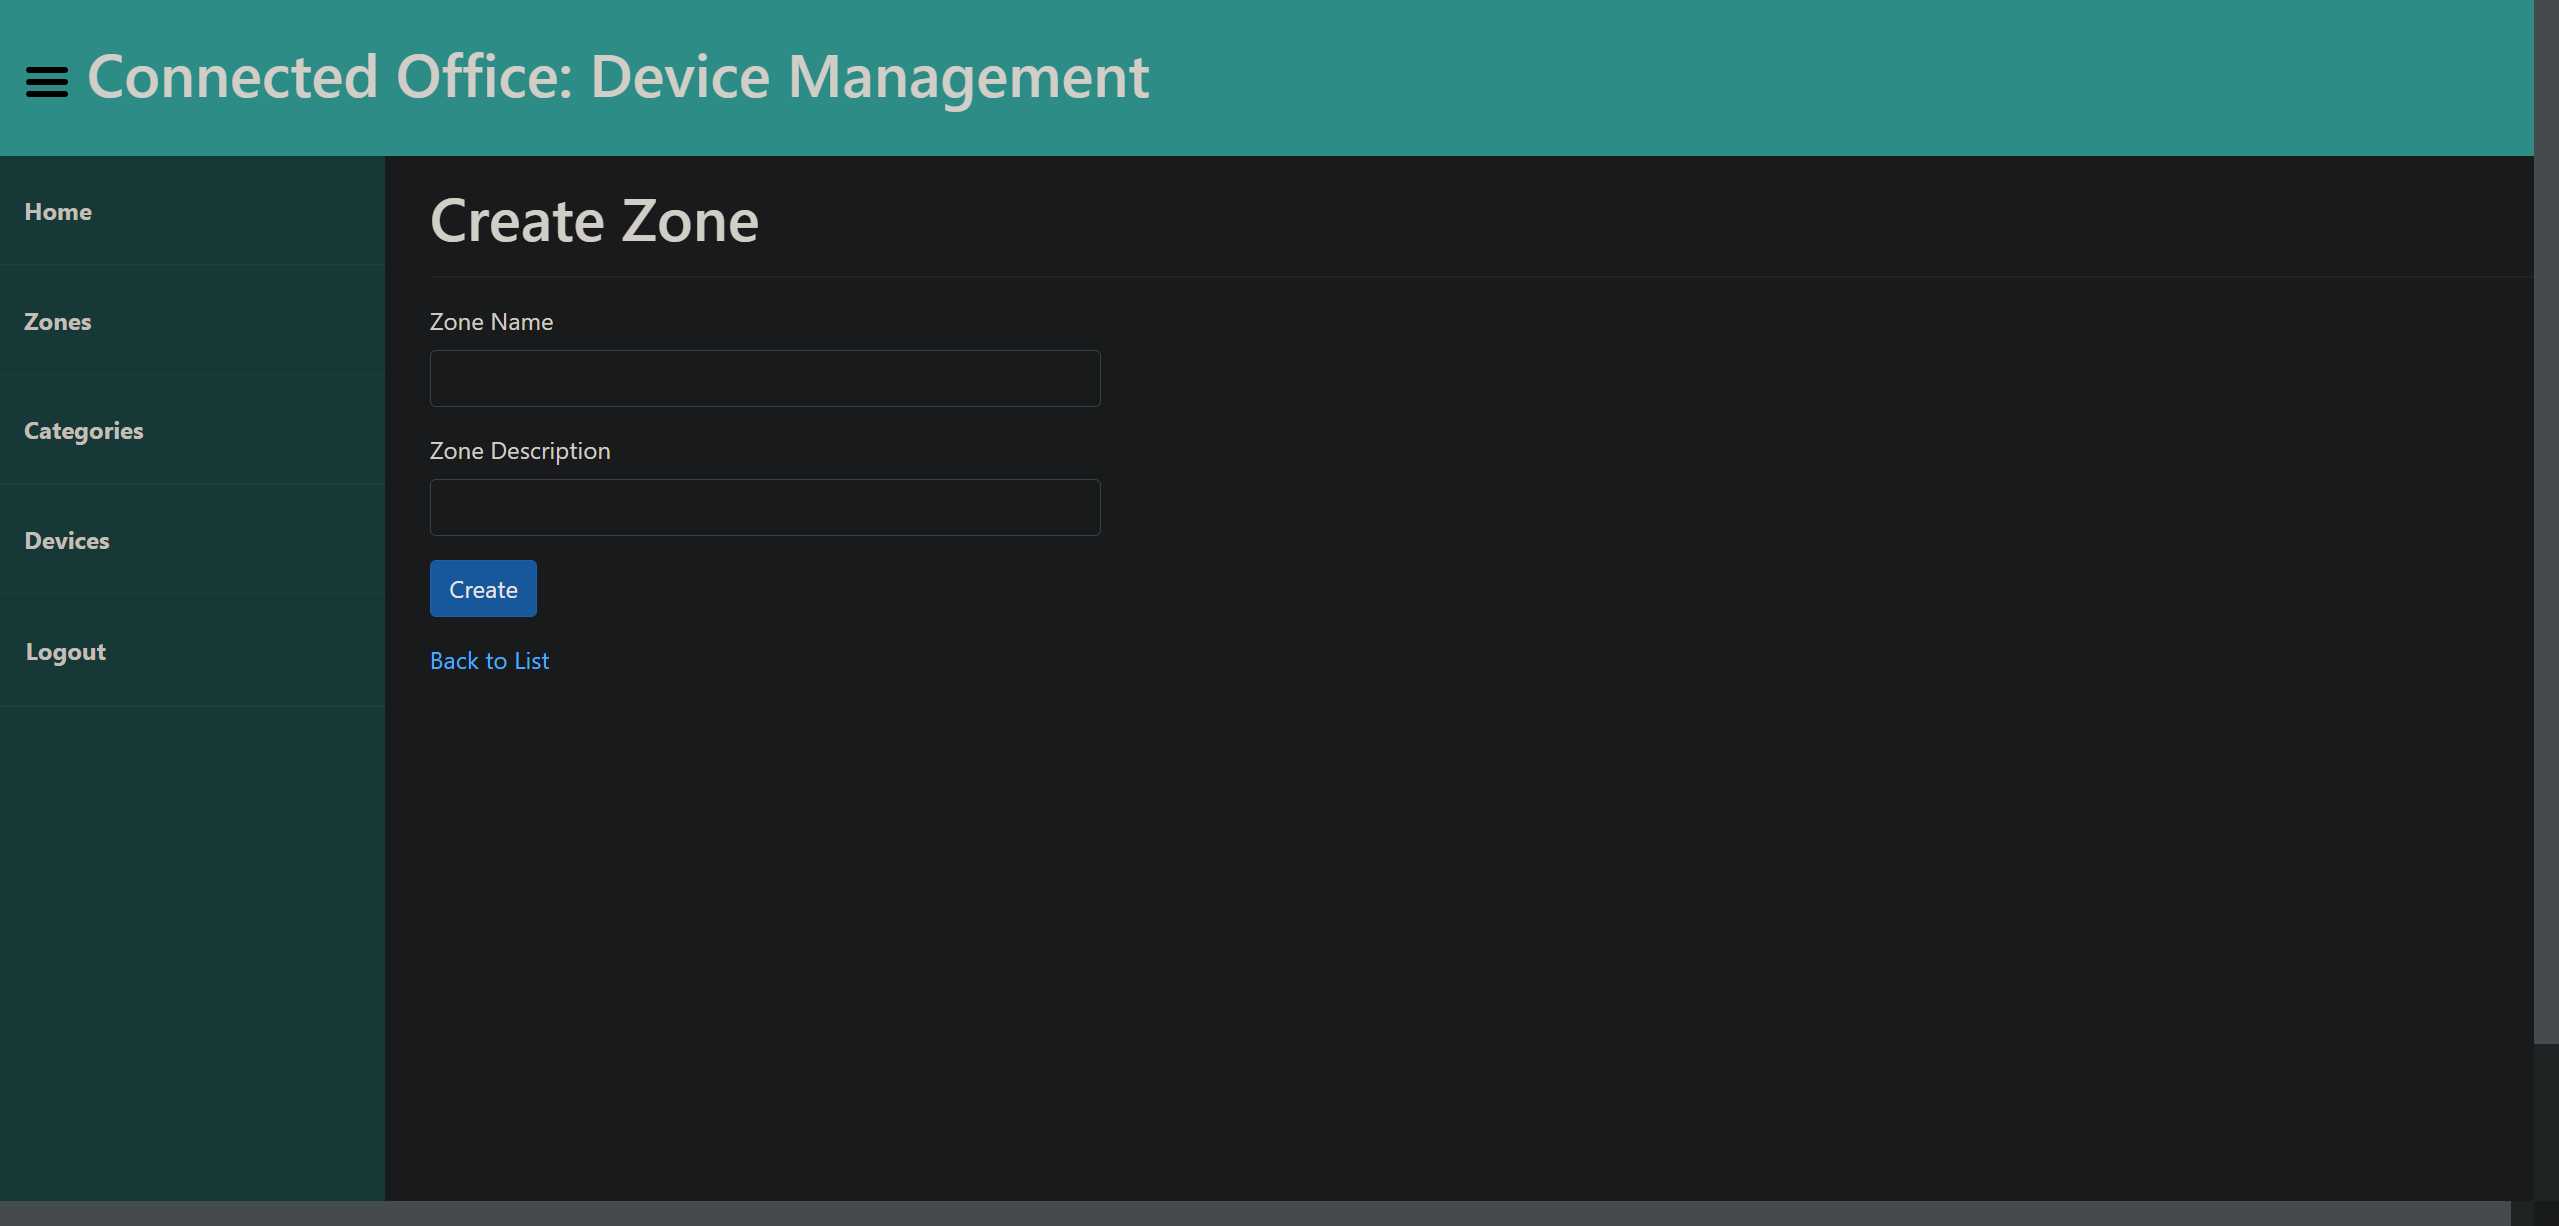 Connected Office: Device Management
Home
Zones
Categories
Devices
Logout
Create Zone
Zone Name
Zone Description
Create
Back to List